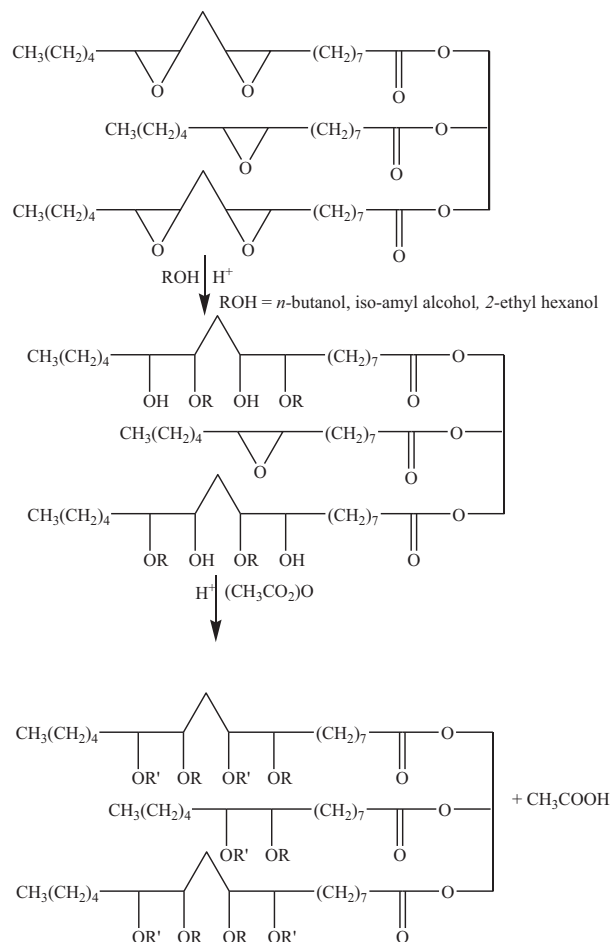 CH₃(CH₂)₄ (CH₂)₇ O
O O O
CH₃(CH₂)₄ (CH₂)₇ O
O O
CH₃(CH₂)₄ (CH₂)₇ O
O O O
ROH H⁺
ROH = n-butanol, iso-amyl alcohol, 2-ethyl hexanol
CH₃(CH₂)₄ (CH₂)₇ O
OH OR OH OR O
CH₃(CH₂)₄ (CH₂)₇ O
O O
CH₃(CH₂)₄ (CH₂)₇ O
OR OH OR OH O
H⁺ (CH₃CO₂)O
CH₃(CH₂)₄ (CH₂)₇ O
OR' OR OR' OR O
CH₃(CH₂)₄ (CH₂)₇ O + CH₃COOH
OR' OR O
CH₃(CH₂)₄ (CH₂)₇ O
OR' OR OR OR' O